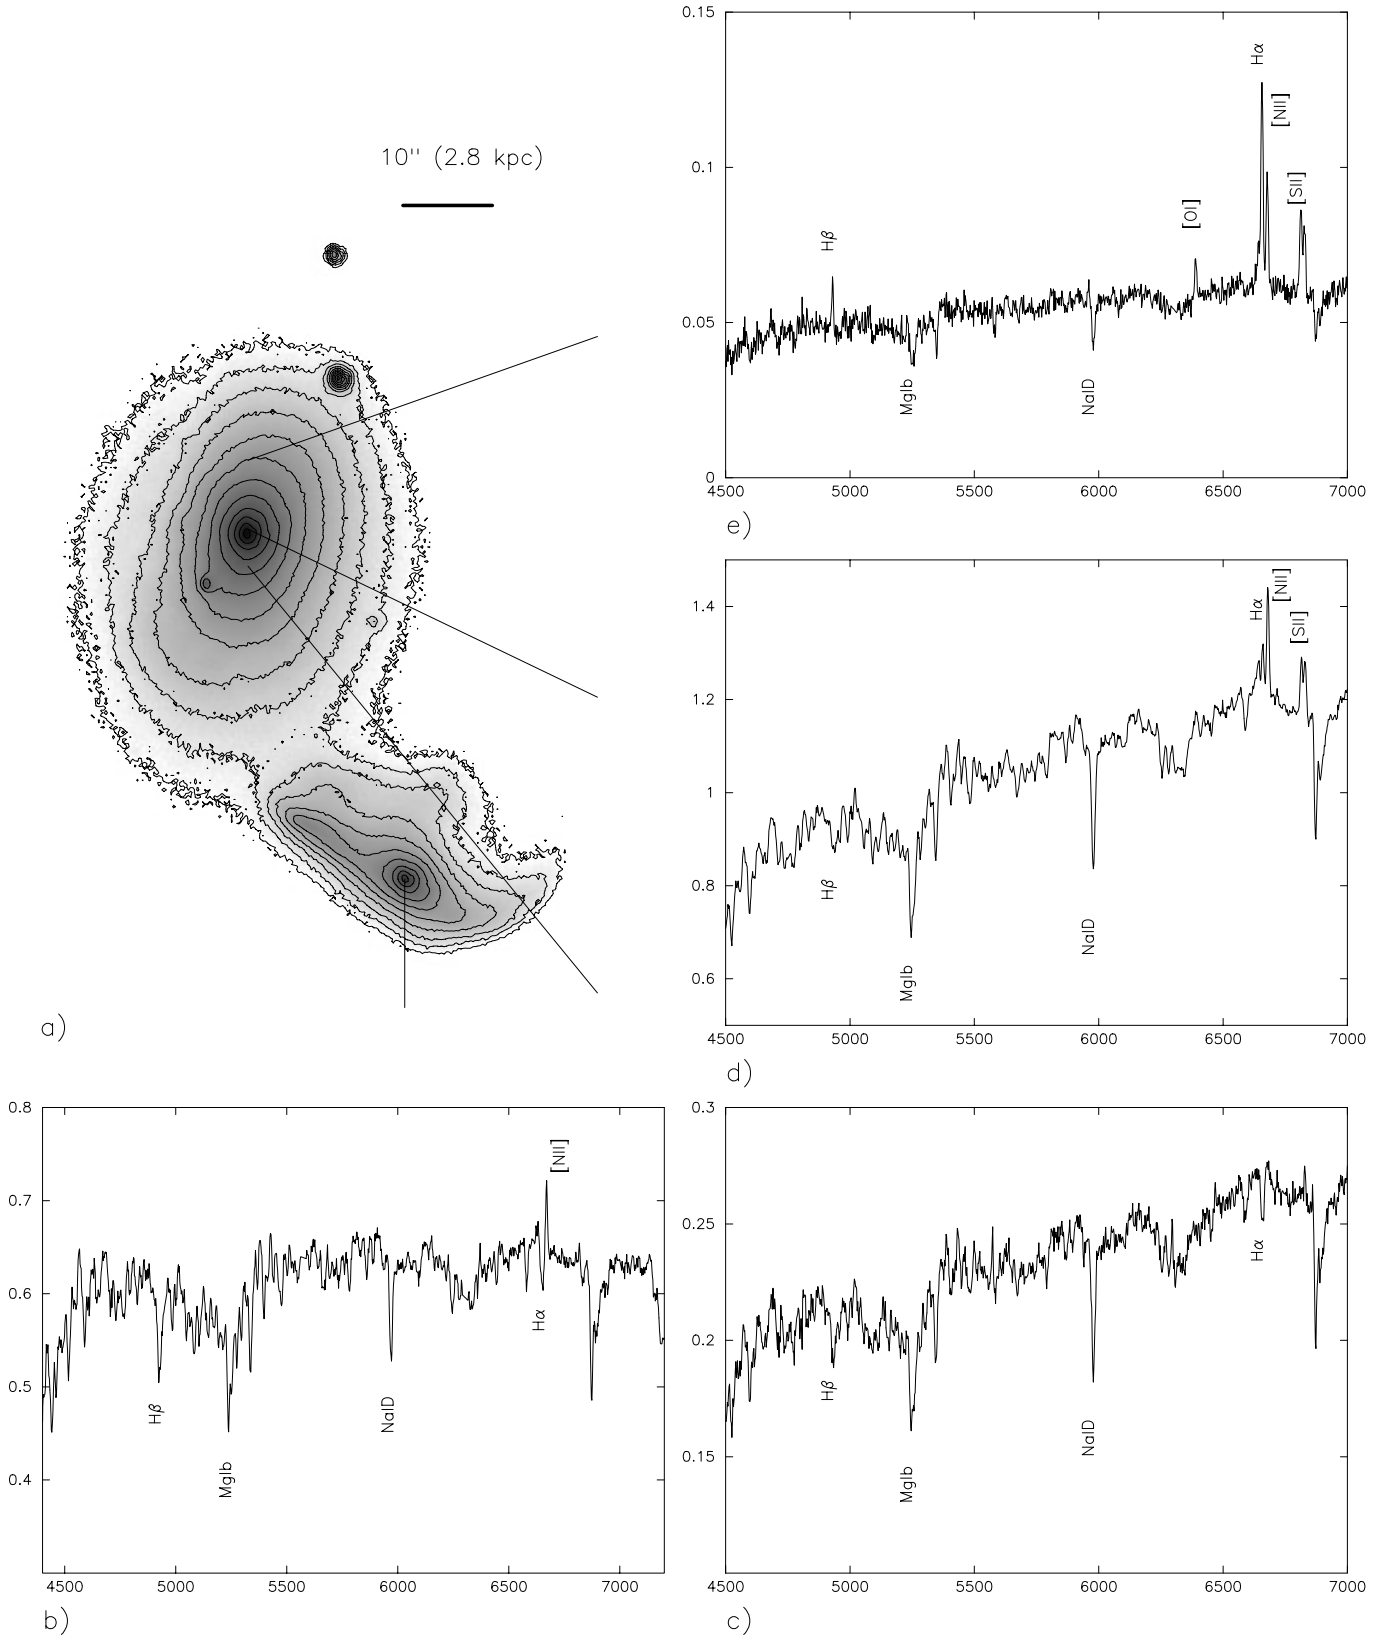 10'' (2.8 kpc)
a)
0.15
0.1
0.05
0
Hβ
MgIb
NaID
[OI]
Hα
[NII]
[SII]
4500 5000 5500 6000 6500 7000
e)
1.4
1.2
1
0.8
0.6
Hβ
MgIb
NaID
Hα
[NII]
[SII]
4500 5000 5500 6000 6500 7000
d)
0.8
0.7
0.6
0.5
0.4
Hβ
MgIb
NaID
Hα
[NII]
4500 5000 5500 6000 6500 7000
b)
0.3
0.25
0.2
0.15
Hβ
MgIb
NaID
Hα
4500 5000 5500 6000 6500 7000
c)